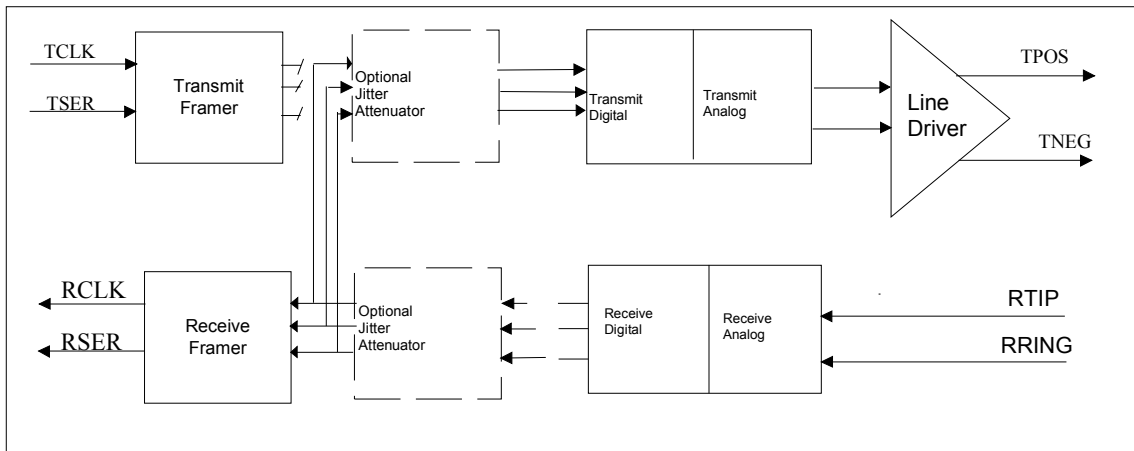 TCLK
TSER
Transmit
Framer
Optional
Jitter
Attenuator
Transmit
Digital
Transmit
Analog
Line
Driver
TPOS
TNEG
RCLK
RSER
Receive
Framer
Optional
Jitter
Attenuator
Receive
Digital
Receive
Analog
RTIP
RRING